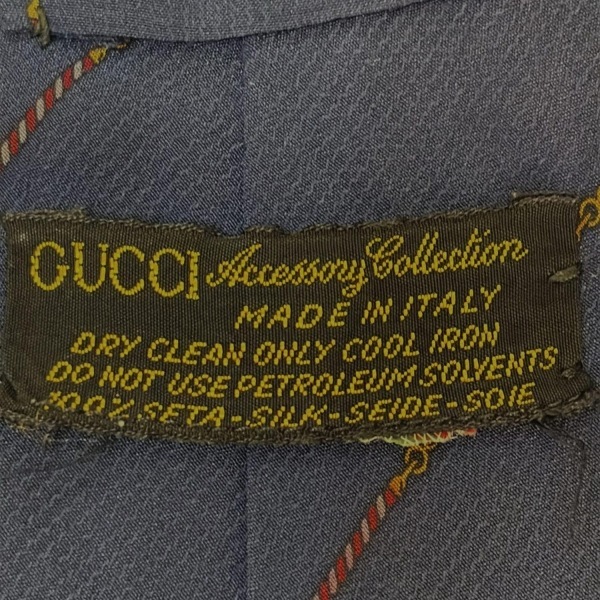 GUCCI Accessory Collection
MADE IN ITALY
DRY CLEAN ONLY COOL IRON
DO NOT USE PETROLEUM SOLVENTS
100% SETA-SILK-SEIDE-SOIE